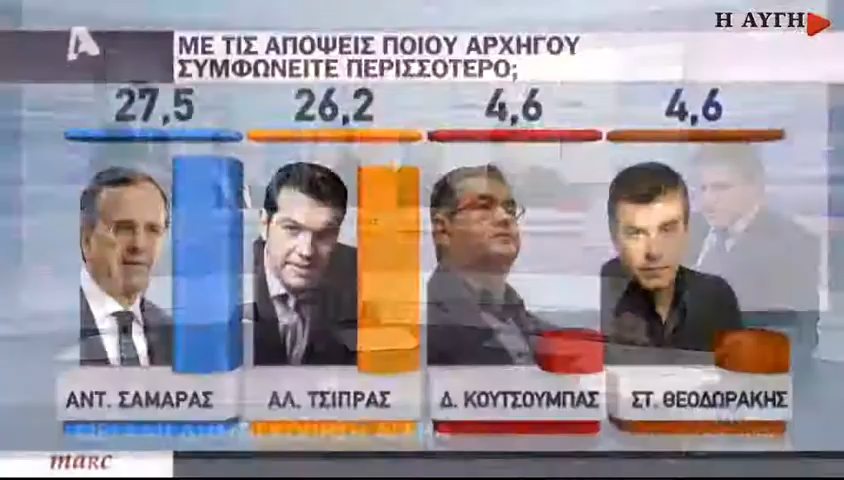 Η ΑΥΓΗ
ΜΕ ΤΙΣ ΑΠΟΨΕΙΣ ΠΟΙΟΥ ΑΡΧΗΓΟΥ
ΣΥΜΦΩΝΕΙΤΕ ΠΕΡΙΣΣΟΤΕΡΟ;
27,5 26,2 4,6 4,6
ΑΝΤ. ΣΑΜΑΡΑΣ ΑΛ. ΤΣΙΠΡΑΣ Δ. ΚΟΥΤΣΟΥΜΠΑΣ ΣΤ. ΘΕΟΔΩΡΑΚΗΣ
marc